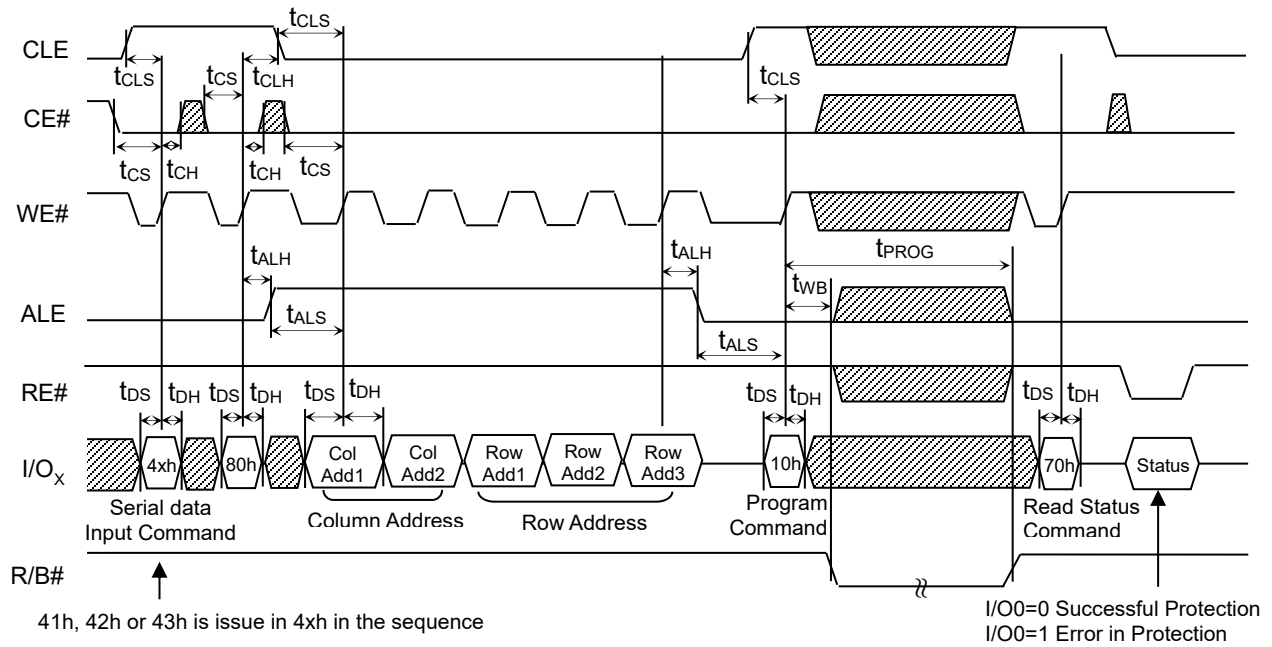 tCLS
CLE
tCLS
tCS
tCLH
tCLS
CE#
tCS
tCH
tCH
tCS
WE#
tALH
tALH
tPROG
tWB
ALE
tALS
tALS
RE#
tDS
tDH
tDS
tDH
tDS
tDH
tDS
tDH
tDS
tDH
I/OX
4xh
80h
Col
Add1
Col
Add2
Row
Add1
Row
Add2
Row
Add3
10h
70h
Status
Serial data
Input Command
Column Address
Row Address
Program
Command
Read Status
Command
R/B#
41h, 42h or 43h is issue in 4xh in the sequence
I/O0=0 Successful Protection
I/O0=1 Error in Protection